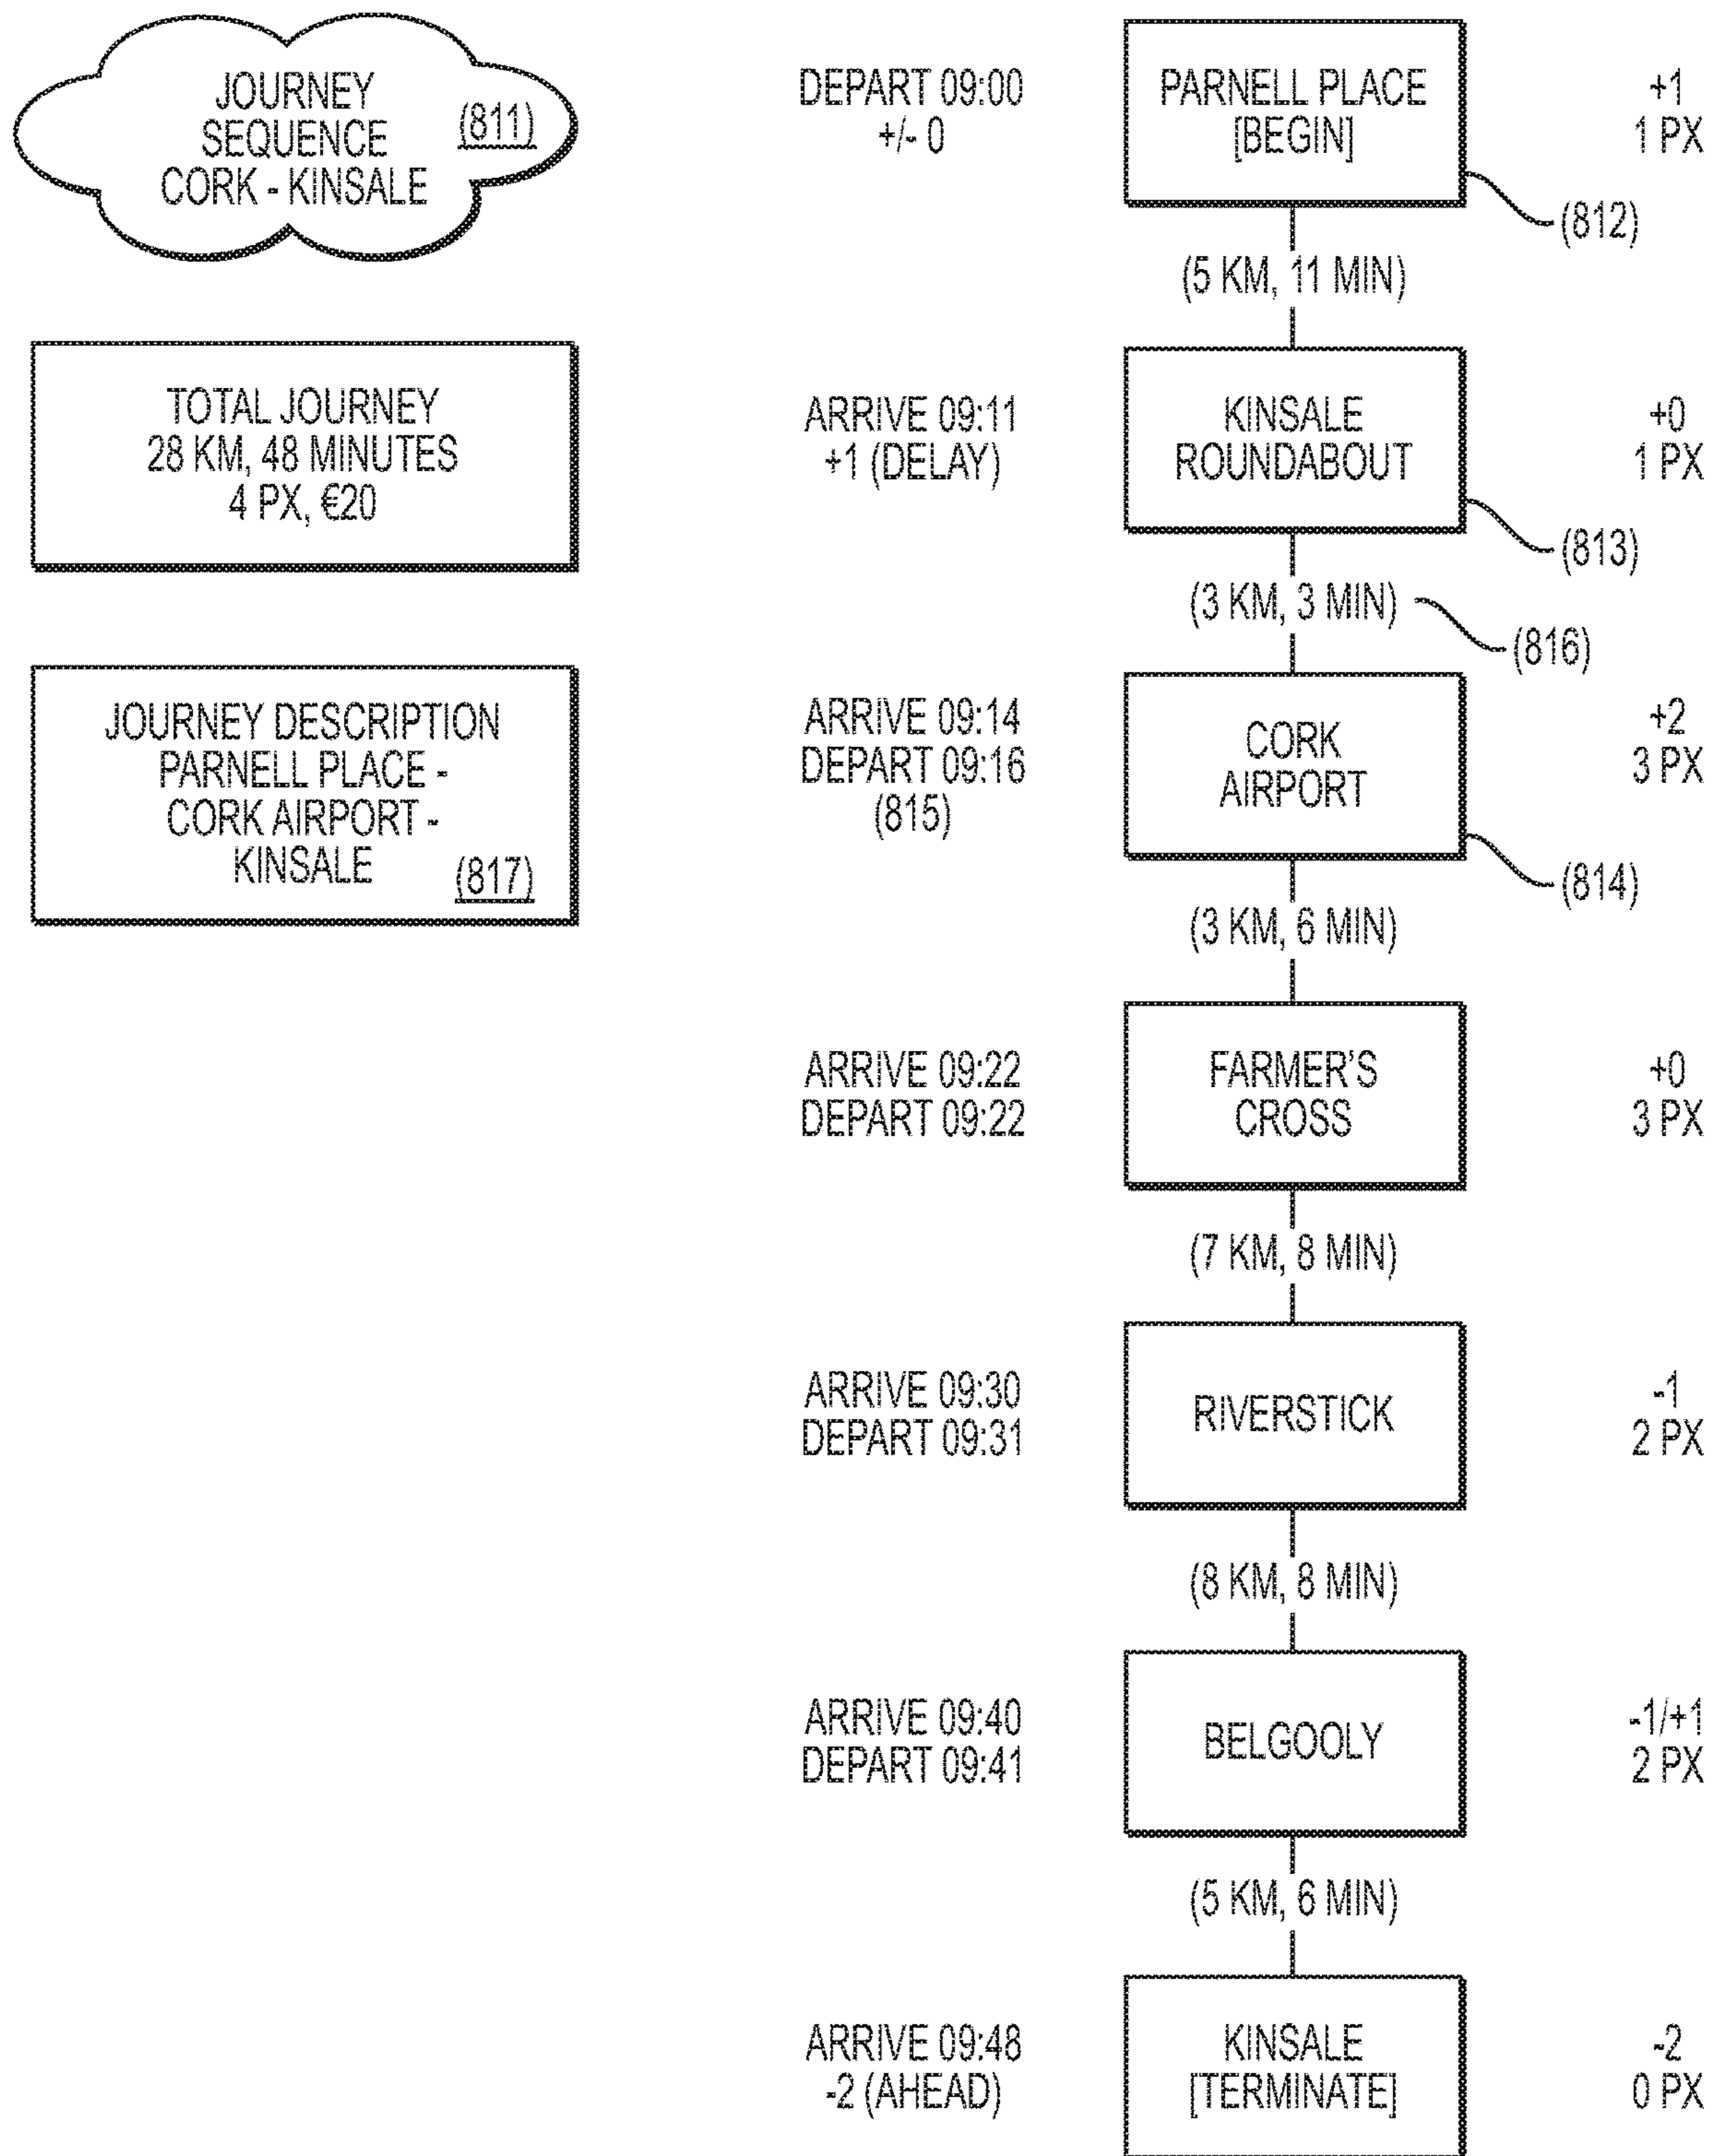 JOURNEY
SEQUENCE
CORK - KINSALE
(811)
TOTAL JOURNEY
28 KM, 48 MINUTES
4 PX, €20
JOURNEY DESCRIPTION
PARNELL PLACE -
CORK AIRPORT -
KINSALE
(817)
DEPART 09:00
+/- 0
PARNELL PLACE
[BEGIN]
+1
1 PX
(812)
(5 KM, 11 MIN)
ARRIVE 09:11
+1 (DELAY)
KINSALE
ROUNDABOUT
+0
1 PX
(813)
(3 KM, 3 MIN)
(816)
ARRIVE 09:14
DEPART 09:16
(815)
CORK
AIRPORT
+2
3 PX
(814)
(3 KM, 6 MIN)
ARRIVE 09:22
DEPART 09:22
FARMER'S
CROSS
+0
3 PX
(7 KM, 8 MIN)
ARRIVE 09:30
DEPART 09:31
RIVERSTICK
-1
2 PX
(8 KM, 8 MIN)
ARRIVE 09:40
DEPART 09:41
BELGOOLY
-1/+1
2 PX
(5 KM, 6 MIN)
ARRIVE 09:48
-2 (AHEAD)
KINSALE
[TERMINATE]
-2
0 PX